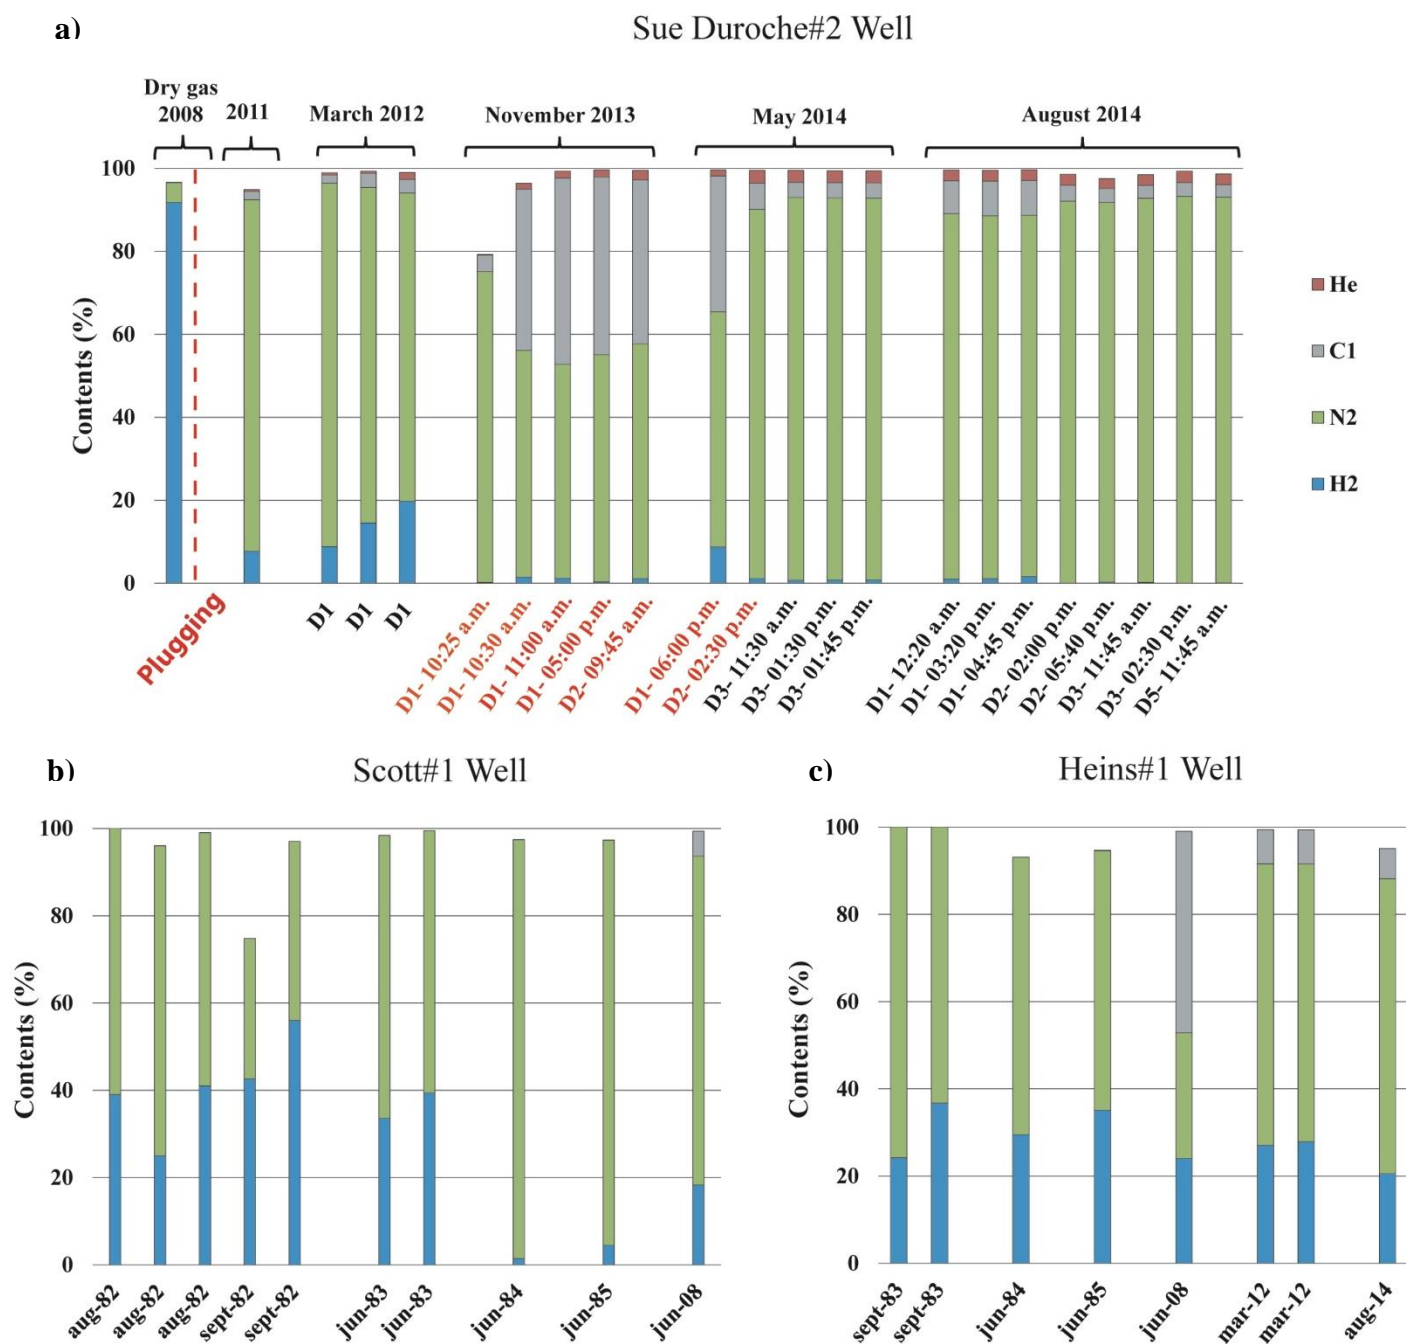 a)
Sue Duroche#2 Well
Dry gas
2008
2011
March 2012
November 2013
May 2014
August 2014
100
80
60
40
20
0
Contents (%)
Plugging
D1
D1
D1
D1- 10:25 a.m.
D1- 10:30 a.m.
D1- 11:00 a.m.
D1- 05:00 p.m.
D2- 09:45 a.m.
D1- 06:00 p.m.
D2- 02:30 p.m.
D3- 11:30 a.m.
D3- 01:30 p.m.
D3- 01:45 p.m.
D1- 12:20 a.m.
D1- 03:20 p.m.
D1- 04:45 p.m.
D2- 02:00 p.m.
D2- 05:40 p.m.
D3- 11:45 a.m.
D3- 02:30 p.m.
D5- 11:45 a.m.
He
C1
N2
H2
b)
Scott#1 Well
100
80
60
40
20
0
Contents (%)
aug-82
aug-82
aug-82
sept-82
sept-82
jun-83
jun-83
jun-84
jun-85
jun-08
c)
Heins#1 Well
100
80
60
40
20
0
Contents (%)
sept-83
sept-83
jun-84
jun-85
jun-08
mar-12
mar-12
aug-14